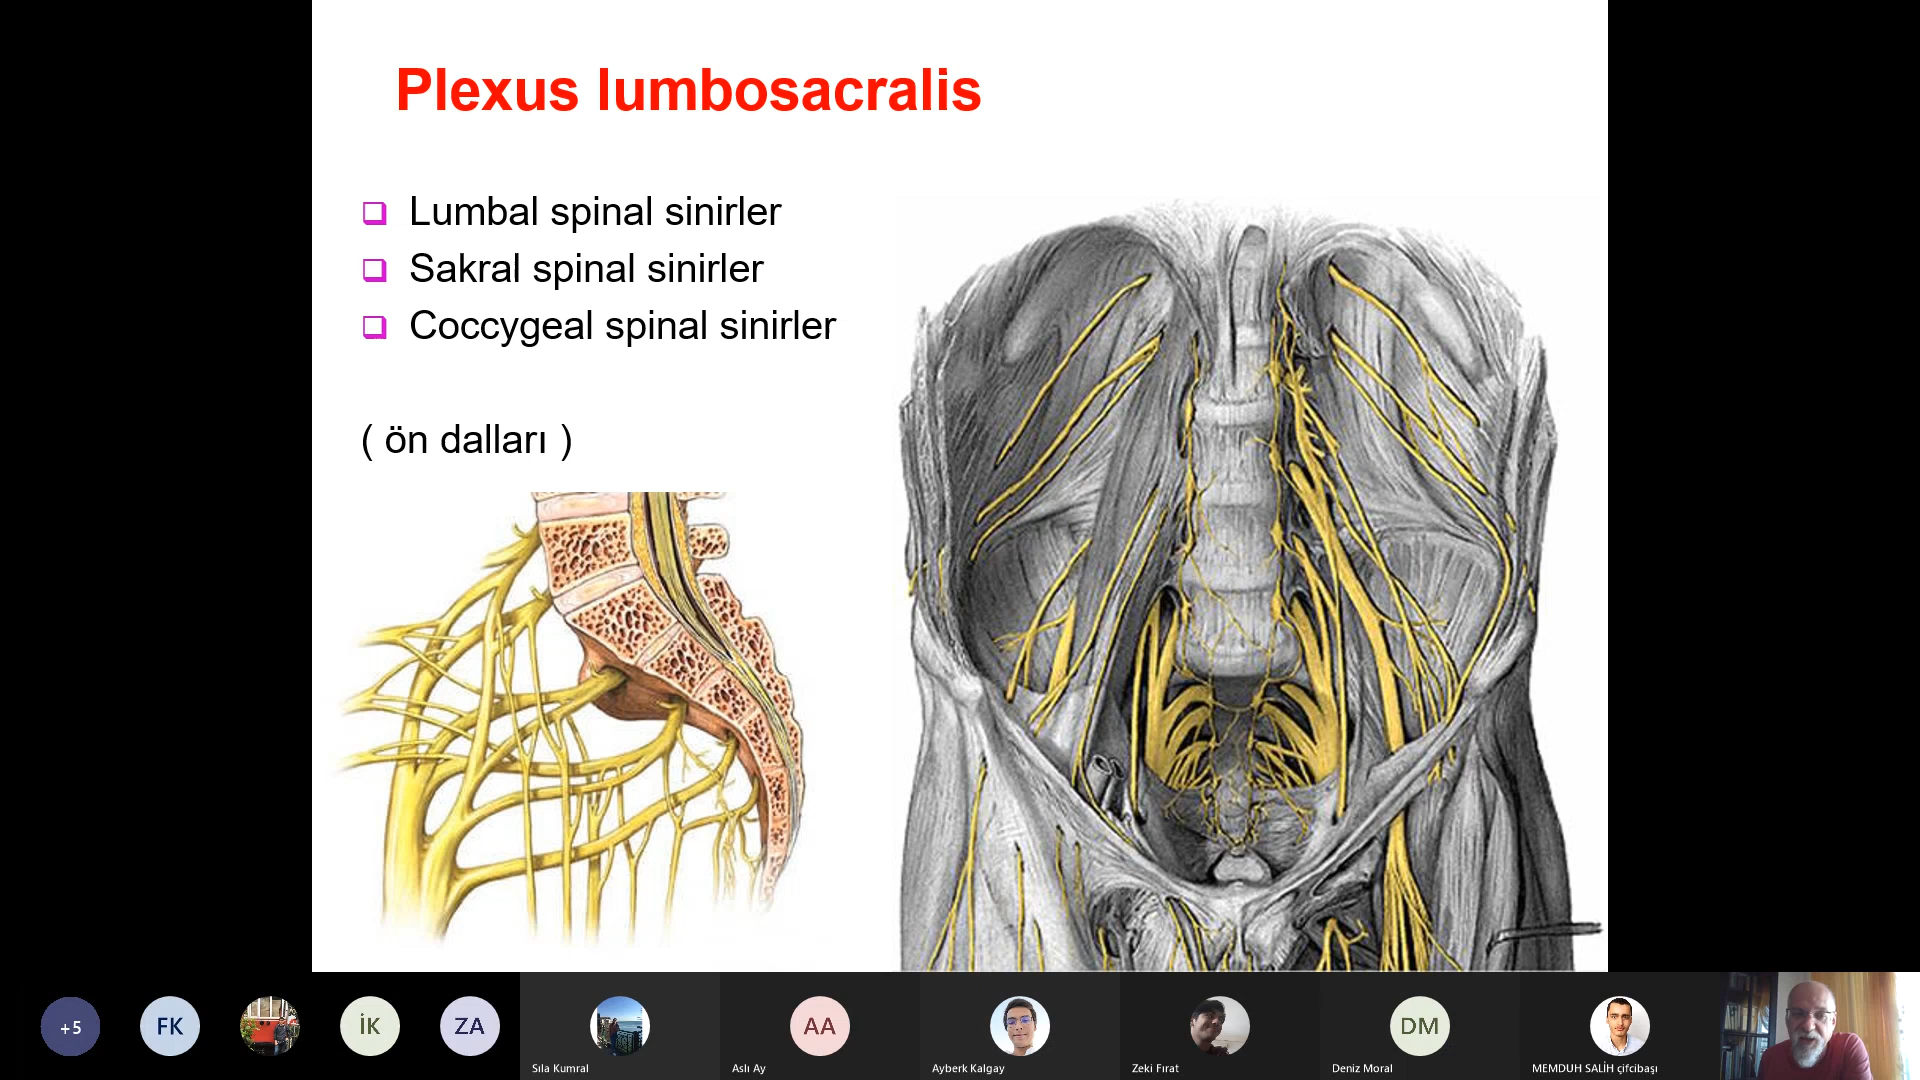 Plexus lumbosacralis
Lumbal spinal sinirler
Sakral spinal sinirler
Coccygeal spinal sinirler
( ön dalları )
+5
FK
İK
ZA
Sıla Kumral
AA
Aslı Ay
Ayberk Kalgay
Zeki Fırat
DM
Deniz Moral
MEMDUH SALİH çifcibaşı